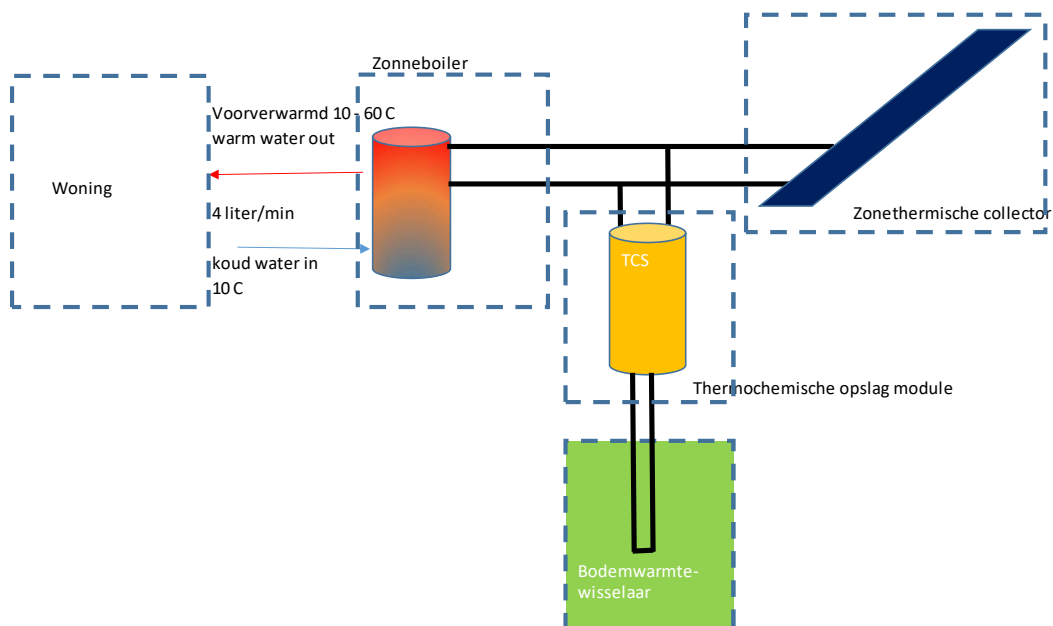 Zonneboiler
Voorverwarmd 10 - 60 C
warm water out
Woning
4 liter/min
koud water in
10 C
Zonethermische collector
TCS
Thermochemische opslag module
Bodemwarmte-
wisselaar